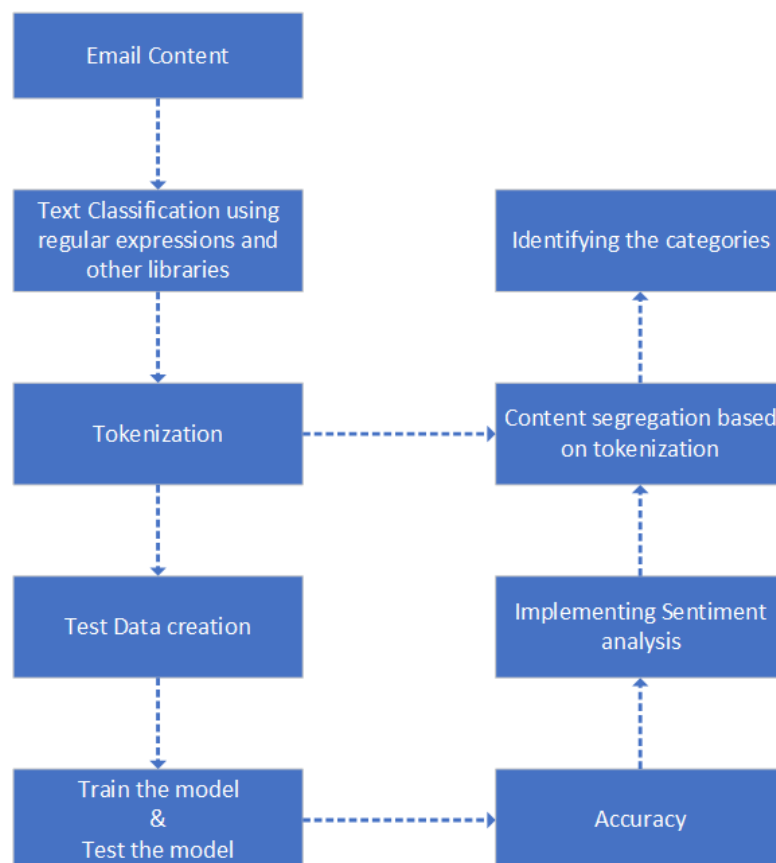 Email Content
Text Classification using
regular expressions and
other libraries
Identifying the categories
Tokenization
Content segregation based
on tokenization
Test Data creation
Implementing Sentiment
analysis
Train the model
&
Test the model
Accuracy